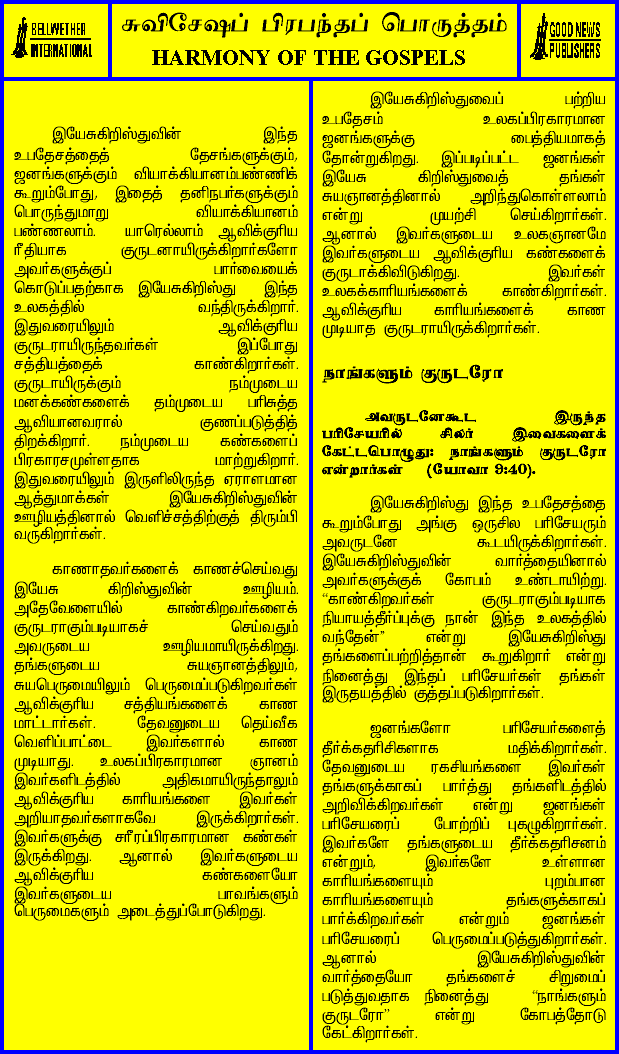 BELLWETHER
INTERNATIONAL
சுவிசேஷப் பிரபந்தப் பொருத்தம்
HARMONY OF THE GOSPELS
GOOD NEWS
PUBLISHERS
இயேசுகிறிஸ்துவின் இந்த
உபதேசத்தைத் தேசங்களுக்கும்,
ஜனங்களுக்கும் வியாக்கியானம்பண்ணிக்
கூறும்போது, இதைத் தனிநபர்களுக்கும்
பொருந்துமாறு வியாக்கியானம்
பண்ணலாம். யாரெல்லாம் ஆவிக்குரிய
ரீதியாக குருடனாயிருக்கிறார்களோ
அவர்களுக்குப் பார்வையைக்
கொடுப்பதற்காக இயேசுகிறிஸ்து இந்த
உலகத்தில் வந்திருக்கிறார்.
இதுவரையிலும் ஆவிக்குரிய
குருடராயிருந்தவர்கள் இப்போது
சத்தியத்தைக் காண்கிறார்கள்.
குருடாயிருக்கும் நம்முடைய
மனக்கண்களைக் தம்முடைய பரிசுத்த
ஆவியானவரால் குணப்படுத்தித்
திறக்கிறார். நம்முடைய கண்களைப்
பிரகாசமுள்ளதாக மாற்றுகிறார்.
இதுவரையிலும் இருளிலிருந்த ஏராளமான
ஆத்துமாக்கள் இயேசுகிறிஸ்துவின்
ஊழியத்தினால் வெளிச்சத்திற்குத் திரும்பி
வருகிறார்கள்.
காணாதவர்களைக் காணச்செய்வது
இயேசு கிறிஸ்துவின் ஊழியம்.
அதேவேளையில் காண்கிறவர்களைக்
குருடராகும்படியாகச் செய்வதும்
அவருடைய ஊழியமாயிருக்கிறது.
தங்களுடைய சுயஞானத்திலும்,
சுயபெருமையிலும் பெருமைப்படுகிறவர்கள்
ஆவிக்குரிய சத்தியங்களைக் காண
மாட்டார்கள். தேவனுடைய தெய்வீக
வெளிப்பாட்டை இவர்களால் காண
முடியாது. உலகப்பிரகாரமான ஞானம்
இவர்களிடத்தில் அதிகமாயிருந்தாலும்
ஆவிக்குரிய காரியங்களை இவர்கள்
அறியாதவர்களாகவே இருக்கிறார்கள்.
இவர்களுக்கு சரீரப்பிரகாரமான கண்கள்
இருக்கிறது. ஆனால் இவர்களுடைய
ஆவிக்குரிய கண்களையோ
இவர்களுடைய பாவங்களும்
பெருமைகளும் அடைத்துப்போடுகிறது.
இயேசுகிறிஸ்துவைப் பற்றிய
உபதேசம் உலகப்பிரகாரமான
ஜனங்களுக்கு பைத்தியமாகத்
தோன்றுகிறது. இப்படிப்பட்ட ஜனங்கள்
இயேசு கிறிஸ்துவைத் தங்கள்
சுயஞானத்தினால் அறிந்துகொள்ளலாம்
என்று முயற்சி செய்கிறார்கள்.
ஆனால் இவர்களுடைய உலகஞானமே
இவர்களுடைய ஆவிக்குரிய கண்களைக்
குருடாக்கிவிடுகிறது. இவர்கள்
உலகக்காரியங்களைக் காண்கிறார்கள்.
ஆவிக்குரிய காரியங்களைக் காண
முடியாத குருடராயிருக்கிறார்கள்.
நாங்களும் குருடரோ
அவருடனேகூட இருந்த
பரிசேயரில் சிலர் இவைகளைக்
கேட்டபொழுது: நாங்களும் குருடரோ
என்றார்கள் (யோவா 9:40).
இயேசுகிறிஸ்து இந்த உபதேசத்தை
கூறும்போது அங்கு ஒருசில பரிசேயரும்
அவருடனே கூடயிருக்கிறார்கள்.
இயேசுகிறிஸ்துவின் வார்த்தையினால்
அவர்களுக்குக் கோபம் உண்டாயிற்று.
“காண்கிறவர்கள் குருடராகும்படியாக
நியாயத்தீர்ப்புக்கு நான் இந்த உலகத்தில்
வந்தேன்” என்று இயேசுகிறிஸ்து
தங்களைப்பற்றித்தான் கூறுகிறார் என்று
நினைத்து இந்தப் பரிசேயர்கள் தங்கள்
இருதயத்தில் குத்தப்படுகிறார்கள்.
ஜனங்களோ பரிசேயர்களைத்
தீர்க்கதரிசிகளாக மதிக்கிறார்கள்.
தேவனுடைய ரகசியங்களை இவர்கள்
தங்களுக்காகப் பார்த்து தங்களிடத்தில்
அறிவிக்கிறவர்கள் என்று ஜனங்கள்
பரிசேயரைப் போற்றிப் புகழுகிறார்கள்.
இவர்களே தங்களுடைய தீர்க்கதரிசனம்
என்றும், இவர்களே உள்ளான
காரியங்களையும் புறம்பான
காரியங்களையும் தங்களுக்காகப்
பார்க்கிறவர்கள் என்றும் ஜனங்கள்
பரிசேயரைப் பெருமைப்படுத்துகிறார்கள்.
ஆனால் இயேசுகிறிஸ்துவின்
வார்த்தையோ தங்களைச் சிறுமைப்
படுத்துவதாக நினைத்து “நாங்களும்
குருடரோ” என்று கோபத்தோடு
கேட்கிறார்கள்.